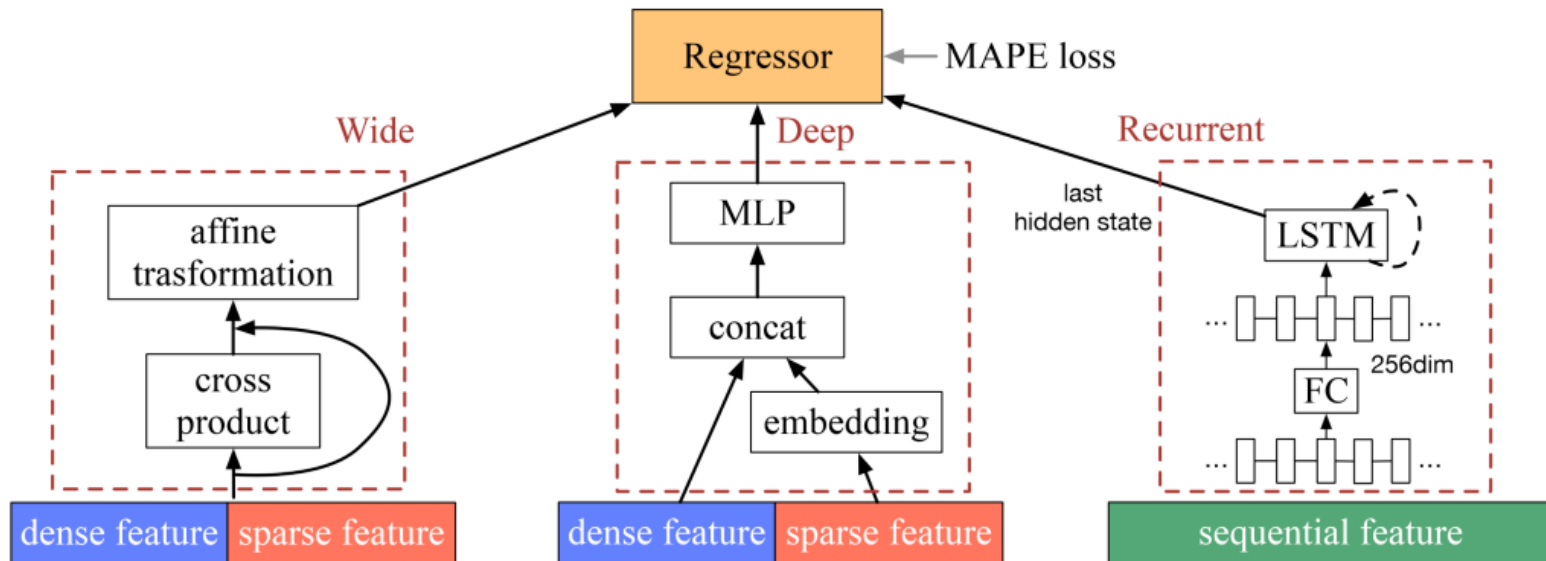 Regressor
MAPE loss
Wide
Deep
Recurrent
affine
trasformation
cross
product
dense feature
sparse feature
MLP
concat
embedding
dense feature
sparse feature
last
hidden state
LSTM
...
...
256dim
FC
...
...
sequential feature